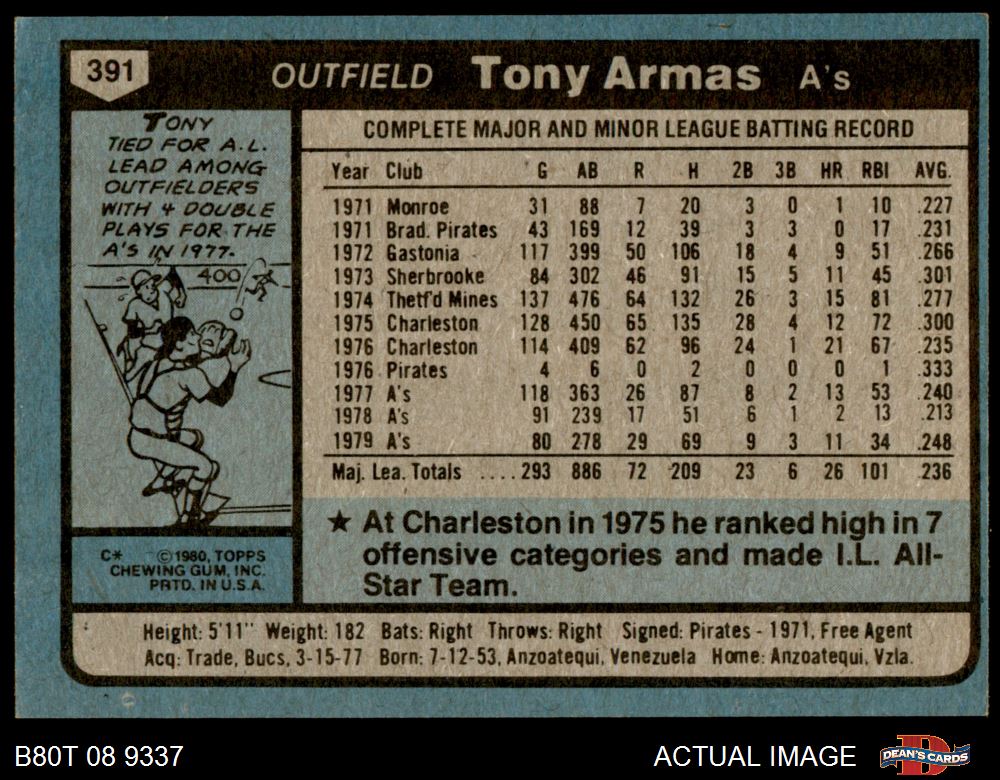 391
OUTFIELD Tony Armas A's
TONY
TIED FOR A.L.
LEAD AMONG
OUTFIELDERS
WITH 4 DOUBLE
PLAYS FOR THE
A'S IN 1977.
400
C* ©1980, TOPPS
CHEWING GUM, INC.
PRTD. IN U.S.A.
COMPLETE MAJOR AND MINOR LEAGUE BATTING RECORD
Year Club G AB R H 2B 3B HR RBI AVG.
1971 Monroe 31 88 7 20 3 0 1 10 .227
1971 Brad. Pirates 43 169 12 39 3 3 0 17 .231
1972 Gastonia 117 399 50 106 18 4 9 51 .266
1973 Sherbrooke 84 302 46 91 15 5 11 45 .301
1974 Thetf'd Mines 137 476 64 132 26 3 15 81 .277
1975 Charleston 128 450 65 135 28 4 12 72 .300
1976 Charleston 114 409 62 96 24 1 21 67 .235
1976 Pirates 4 6 0 2 0 0 0 1 .333
1977 A's 118 363 26 87 8 2 13 53 .240
1978 A's 91 239 17 51 6 1 2 13 .213
1979 A's 80 278 29 69 9 3 11 34 .248
Maj. Lea. Totals ....293 886 72 209 23 6 26 101 .236
★ At Charleston in 1975 he ranked high in 7
offensive categories and made I.L. All-
Star Team.
Height: 5'11" Weight: 182 Bats: Right Throws: Right Signed: Pirates - 1971, Free Agent
Acq: Trade, Bucs, 3-15-77 Born: 7-12-53, Anzoatequi, Venezuela Home: Anzoatequi, Vzla.
B80T 08 9337
ACTUAL IMAGE
DEAN'S CARDS